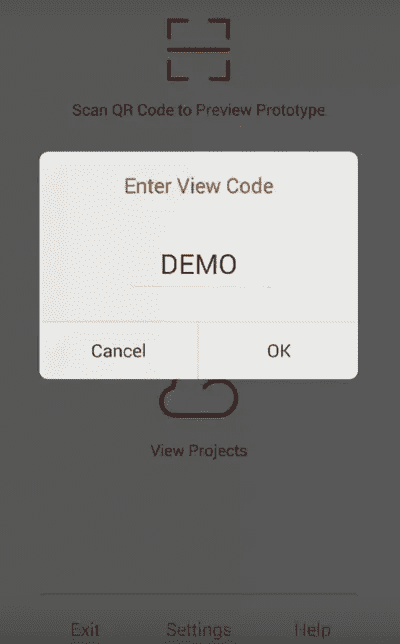 Scan QR Code to Preview Prototype
Enter View Code
DEMO
Cancel OK
View Projects
Exit Settings Help